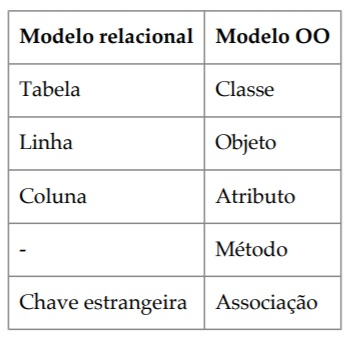 Modelo relacional Modelo OO
Tabela Classe
Linha Objeto
Coluna Atributo
- Método
Chave estrangeira Associação